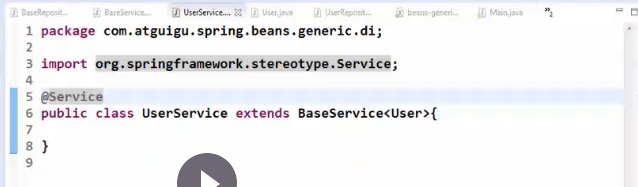 BaseReposit...
BaseService....
UserService....
User.java
UserReposit...
beans-generi...
Main.java
»2
1 package com.atguigu.spring.beans.generic.di;
2
3 import org.springframework.stereotype.Service;
4
5 @Service
6 public class UserService extends BaseService<User>{
7
8 }
9